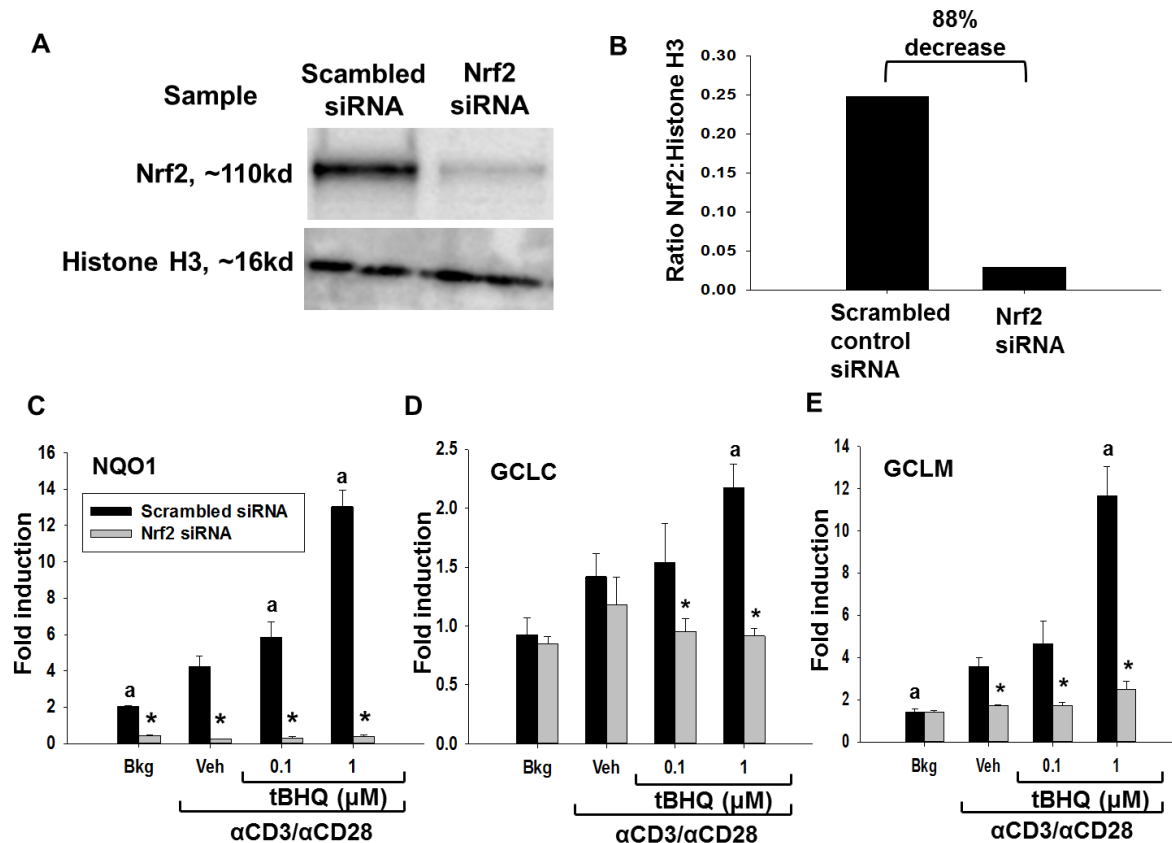 A
Sample
Scambled
siRNA
Nrf2
siRNA
Nrf2, ~110kd
Histone H3, ~16kd
B
88%
decrease
Ratio Nrf2:Histone H3
0.30
0.25
0.20
0.15
0.10
0.05
0.00
Scrambled
control
siRNA
Nrf2
siRNA
C
NQO1
Scrambled siRNA
Nrf2 siRNA
Fold induction
16
14
12
10
8
6
4
2
0
a
*
*
a
*
a
*
Bkg
Veh
0.1
1
tBHQ (µM)
αCD3/αCD28
D
GCLC
Fold induction
2.5
2.0
1.5
1.0
0.5
0.0
*
a
*
Bkg
Veh
0.1
1
tBHQ (µM)
αCD3/αCD28
E
GCLM
Fold induction
14
12
10
8
6
4
2
0
a
*
*
a
*
Bkg
Veh
0.1
1
tBHQ (µM)
αCD3/αCD28